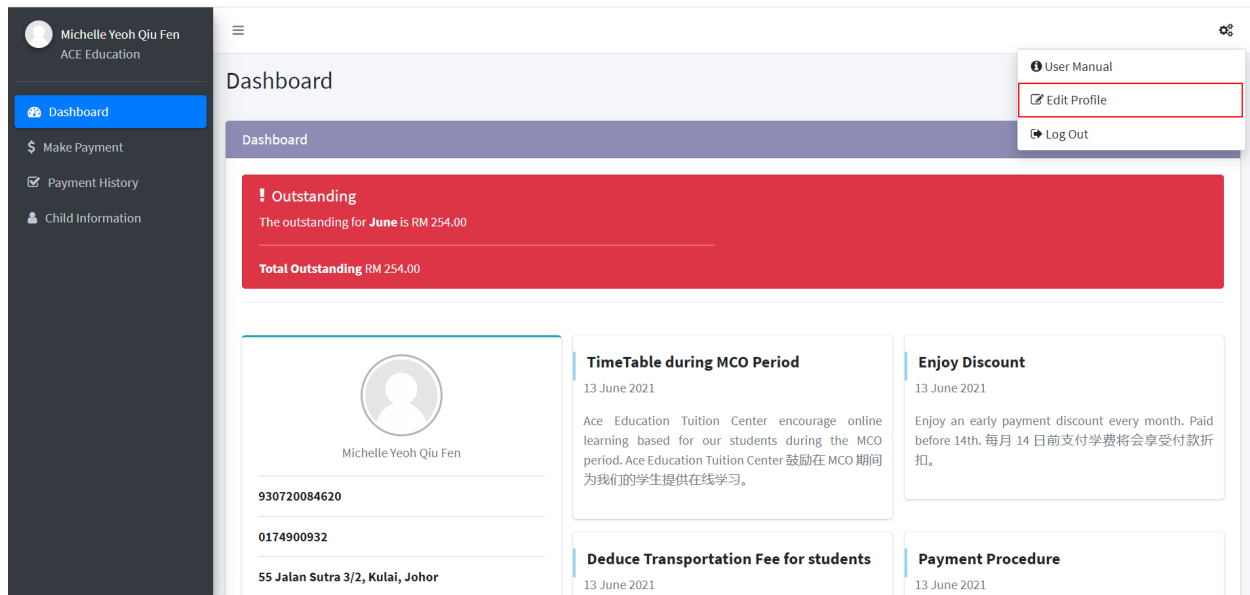 Michelle Yeoh Qiu Fen
ACE Education
Dashboard
Make Payment
Payment History
Child Information
User Manual
Edit Profile
Log Out
Dashboard
Dashboard
! Outstanding
The outstanding for June is RM 254.00
Total Outstanding RM 254.00
Michelle Yeoh Qiu Fen
930720084620
0174900932
55 Jalan Sutra 3/2, Kulai, Johor
TimeTable during MCO Period
13 June 2021
Ace Education Tuition Center encourage online
learning based for our students during the MCO
period. Ace Education Tuition Center 鼓励在 MCO 期间
为我们的学生提供在线学习。
Enjoy Discount
13 June 2021
Enjoy an early payment discount every month. Paid
before 14th. 每月 14 日前支付学费将会享受付款折
扣。
Deduce Transportation Fee for students
13 June 2021
Payment Procedure
13 June 2021